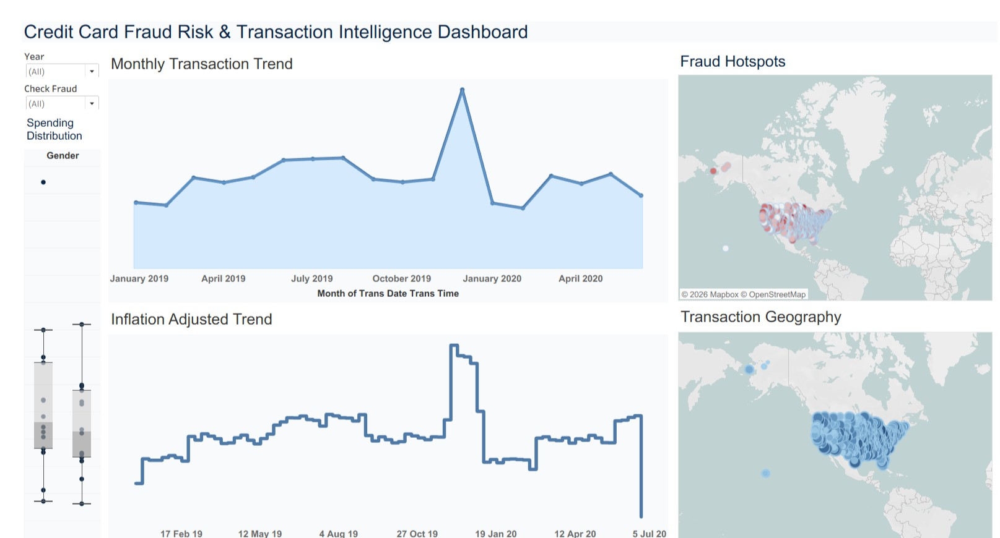 Credit Card Fraud Risk & Transaction Intelligence Dashboard
Year
(All)
Check Fraud
(All)
Spending
Distribution
Gender
Monthly Transaction Trend
January 2019
April 2019
July 2019
October 2019
January 2020
April 2020
Month of Trans Date Trans Time
Inflation Adjusted Trend
17 Feb 19
12 May 19
4 Aug 19
27 Oct 19
19 Jan 20
12 Apr 20
5 Jul 20
Fraud Hotspots
© 2026 Mapbox © OpenStreetMap
Transaction Geography